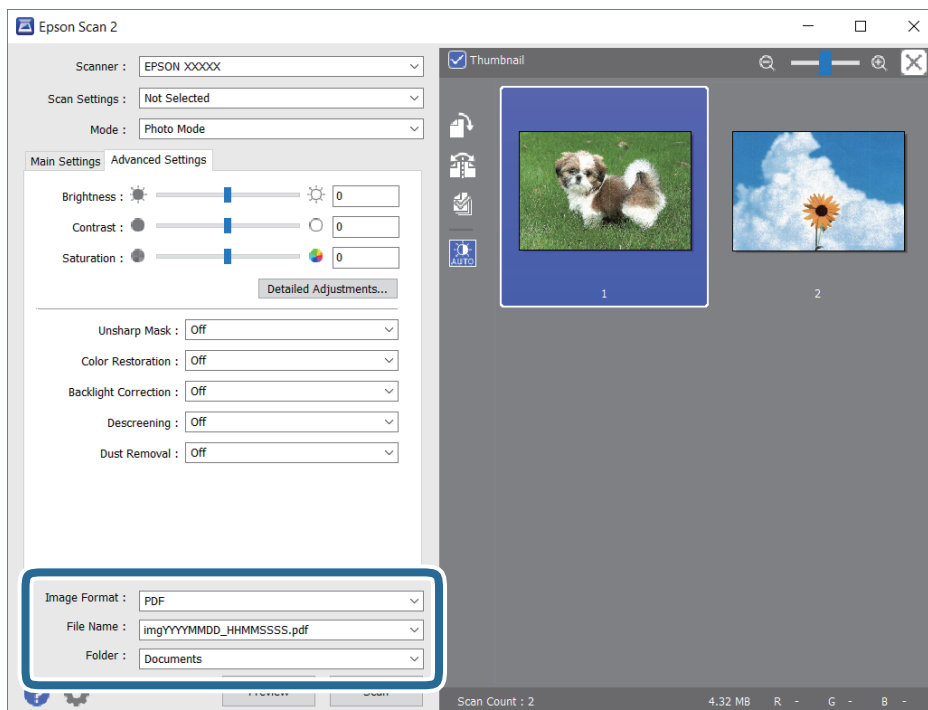 Epson Scan 2
Scanner : EPSON XXXXX
Scan Settings : Not Selected
Mode : Photo Mode
Main Settings Advanced Settings
Brightness : 0
Contrast : 0
Saturation : 0
Detailed Adjustments...
Unsharp Mask : Off
Color Restoration : Off
Backlight Correction : Off
Descreening : Off
Dust Removal : Off
Image Format : PDF
File Name : imgYYYYMMDD_HHMMSSSS.pdf
Folder : Documents
Preview Scan
Thumbnail
AUTO
1 2
Scan Count : 2 4.32 MB R - G - B -